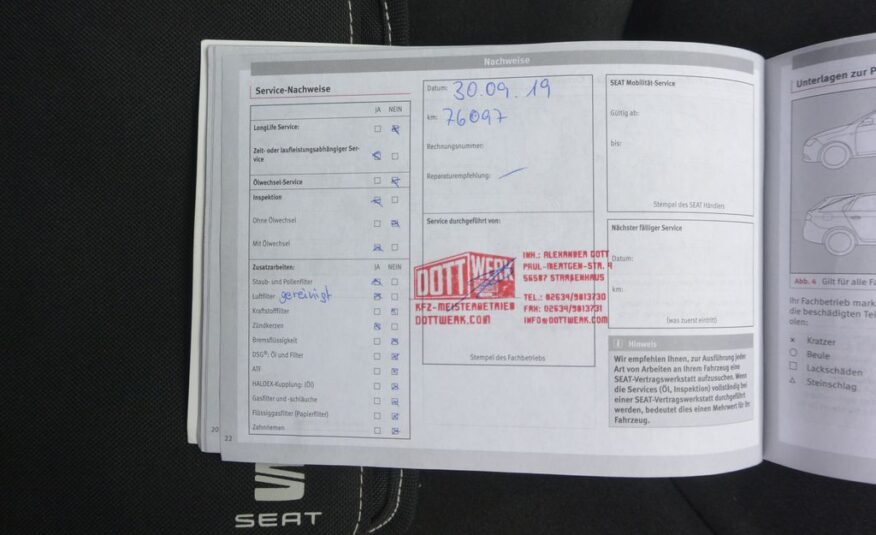 Nachweise
Service-Nachweise
JA NEIN
LongLife Service:
Zeit- oder laufleistungsabhängiger Ser-
vice
Ölwechsel-Service
Inspektion
Ohne Ölwechsel
Mit Ölwechsel
Zusatzarbeiten: JA NEIN
Staub- und Pollenfilter
Luftfilter gereinigt
Kraftstofffilter
Zündkerzen
Bremsflüssigkeit
DSG®: Öl und Filter
ATF
HALDEX-Kupplung: (Öl)
Gasfilter und -schläuche
Flüssiggasfilter (Papierfilter)
Zahnriemen
22
20
Datum: 30.09.19
km: 76097
Rechnungsnummer:
Reparaturempfehlung:
Service durchgeführt von:
DOTTWERK
KFZ-MEISTERBETRIEB
DOTTWERK.COM
INH.: ALEXANDER DOTT
PAUL-INERTGEN-STR. 9
56587 STRAßENHAUS
TEL.: 02634/9813730
FAX: 02634/9813731
INFO@DOTTWERK.COM
Stempel des Fachbetriebs
SEAT Mobilität-Service
Gültig ab:
bis:
Stempel des SEAT Händlers
Nächster fälliger Service
Datum:
km:
(was zuerst eintritt)
Hinweis
Wir empfehlen Ihnen, zur Ausführung jeder
Art von Arbeiten an Ihrem Fahrzeug eine
SEAT-Vertragswerkstatt aufzusuchen. Wenn
die Services (Öl, Inspektion) vollständig bei
einer SEAT-Vertragswerkstatt durchgeführt
werden, bedeutet dies einen Mehrwert für Ihr
Fahrzeug.
Unterlagen zur
Abb. 4 Gilt für alle
Ihr Fachbetrieb
die beschädigten
olen:
Kratzer
Beule
Lackschäden
Steinschlag
SEAT